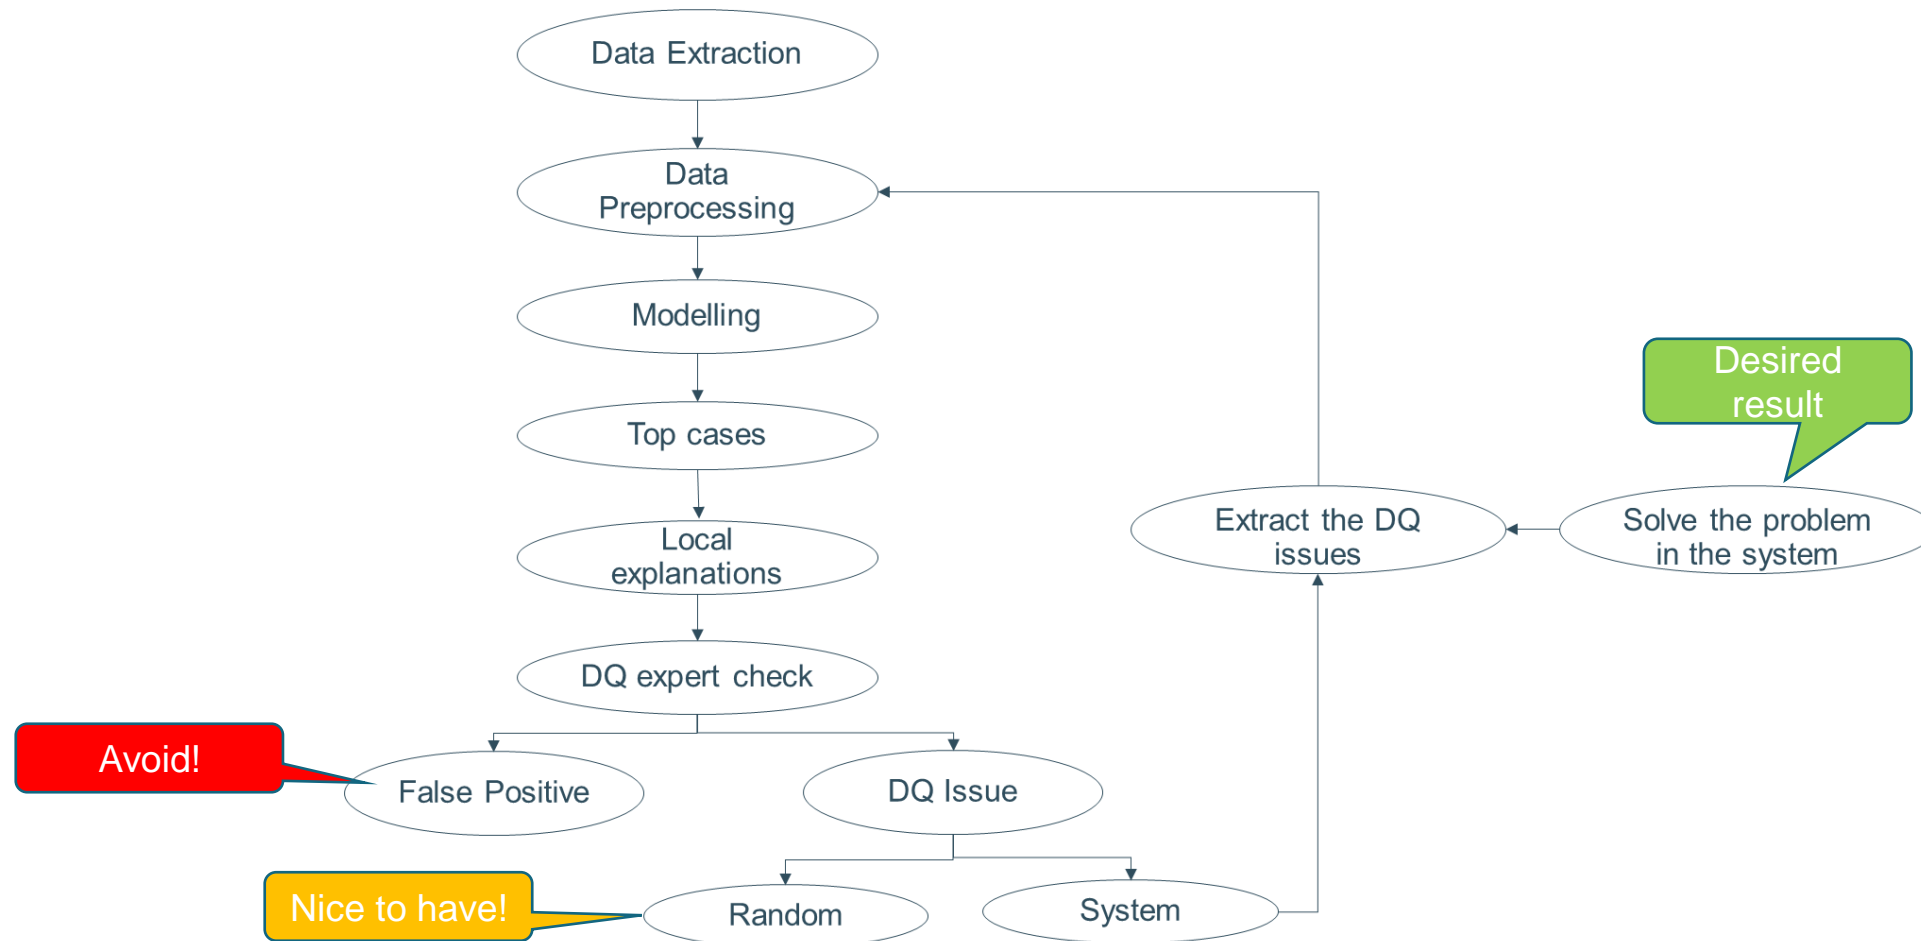 Data Extraction
Data
Preprocessing
Modelling
Top cases
Local
explanations
DQ expert check
False Positive
DQ Issue
Random
System
Extract the DQ
issues
Solve the problem
in the system
Desired
result
Avoid!
Nice to have!